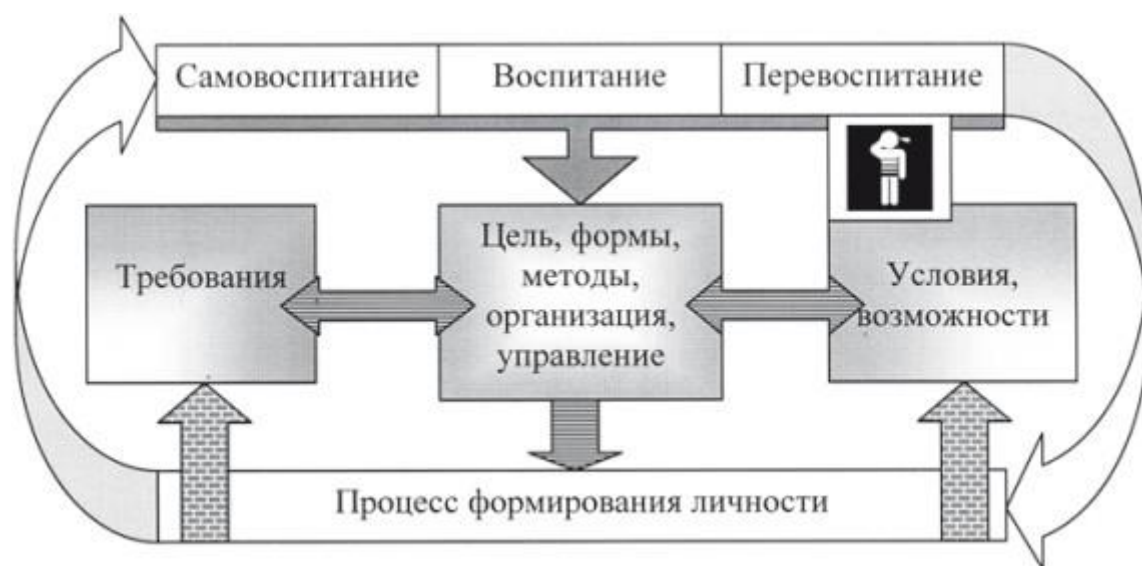 Самовоспитание
Воспитание
Перевоспитание
Требования
Цель, формы,
методы,
организация,
управление
Условия,
возможности
Процесс формирования личности